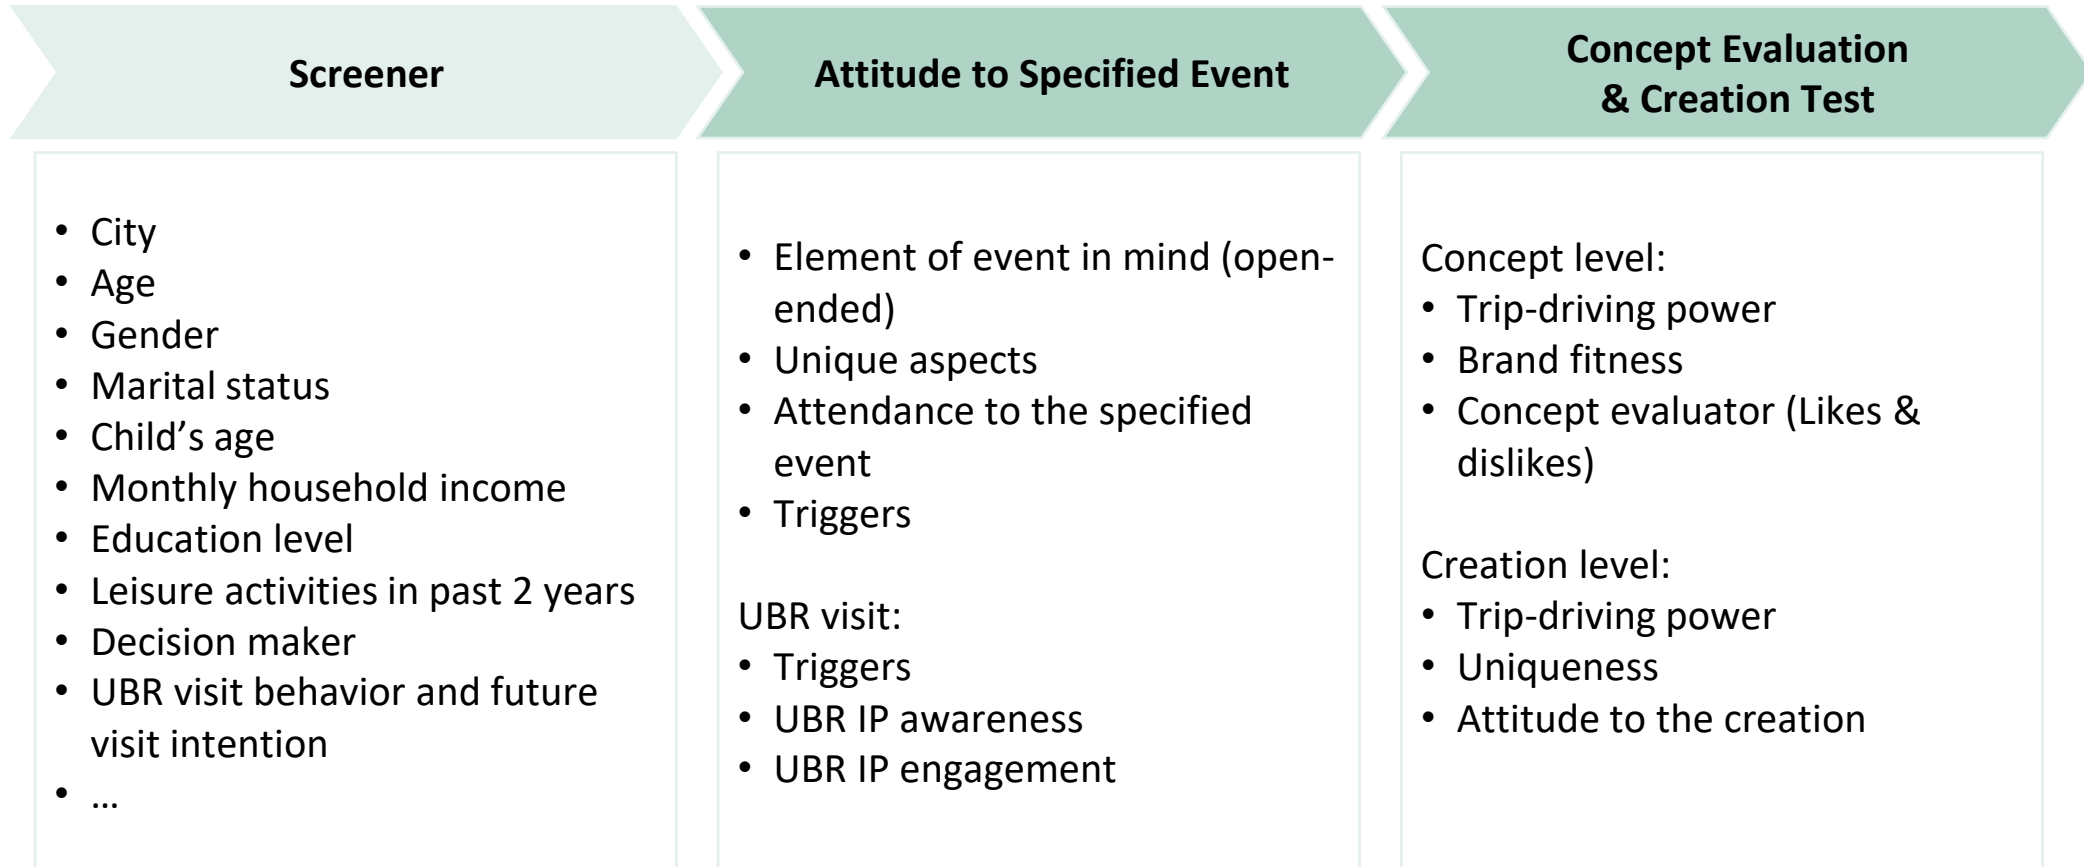 Screener
• City
• Age
• Gender
• Marital status
• Child’s age
• Monthly household income
• Education level
• Leisure activities in past 2 years
• Decision maker
• UBR visit behavior and future
visit intention
• …
Attitude to Specified Event
• Element of event in mind (open-
ended)
• Unique aspects
• Attendance to the specified
event
• Triggers
UBR visit:
• Triggers
• UBR IP awareness
• UBR IP engagement
Concept Evaluation
& Creation Test
Concept level:
• Trip-driving power
• Brand fitness
• Concept evaluator (Likes &
dislikes)
Creation level:
• Trip-driving power
• Uniqueness
• Attitude to the creation